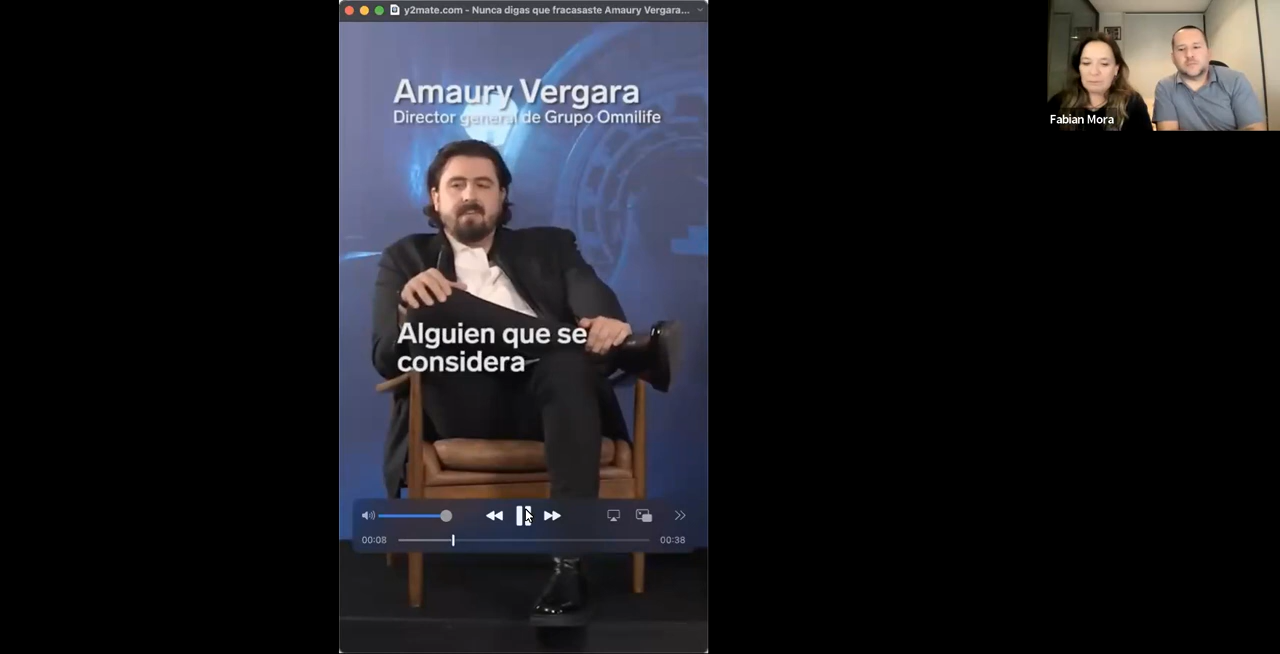 y2mate.com - Nunca digas que fracasaste Amaury Vergara...
Amaury Vergara
Director general de Grupo Omnilife
Fabian Mora
Alguien que se
considera
00:08
00:38